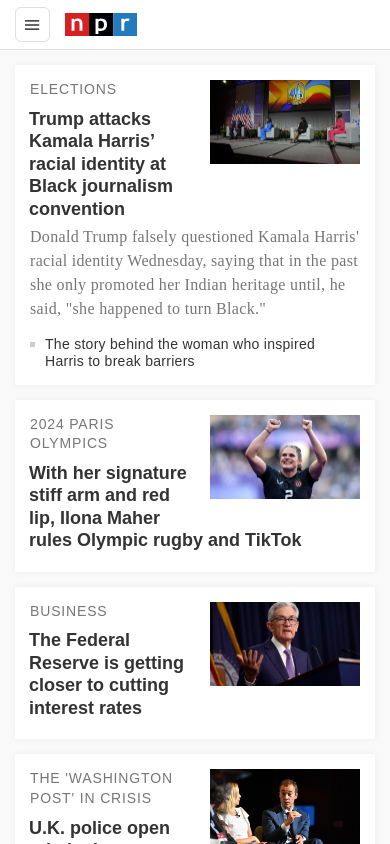 npr
ELECTIONS
Trump attacks
Kamala Harris’
racial identity at
Black journalism
convention
Donald Trump falsely questioned Kamala Harris'
racial identity Wednesday, saying that in the past
she only promoted her Indian heritage until, he
said, "she happened to turn Black."
The story behind the woman who inspired
Harris to break barriers
2024 PARIS
OLYMPICS
With her signature
stiff arm and red
lip, Ilona Maher
rules Olympic rugby and TikTok
BUSINESS
The Federal
Reserve is getting
closer to cutting
interest rates
THE 'WASHINGTON
POST' IN CRISIS
U.K. police open